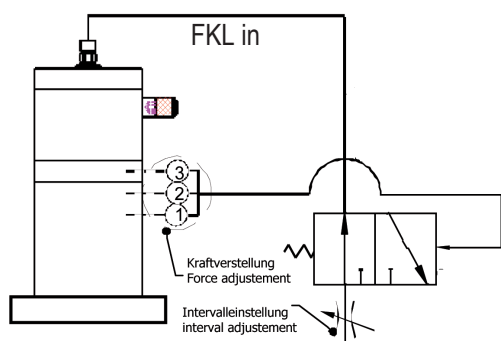 FKL in
3
2
1
Kraftverstellung
Force adjustement
Intervalleinstellung
interval adjustement